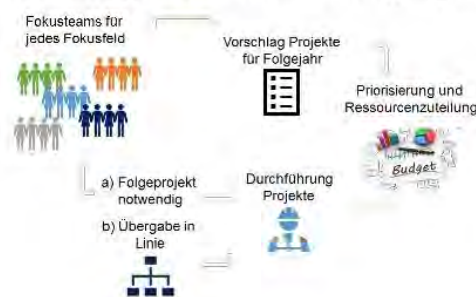 Fokusteams für
jedes Fokusfeld
Vorschlag Projekte
für Folgejahr
Priorisierung und
Ressourcenzuteilung
Budget
a) Folgeprojekt
notwendig
b) Übergabe in
Linie
Durchführung
Projekte